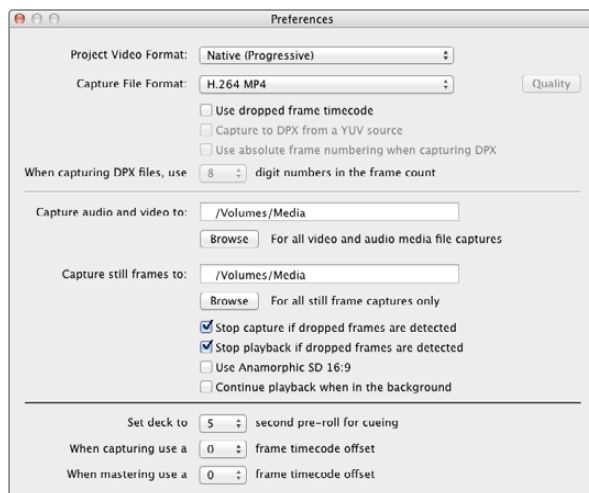 Preferences
Project Video Format: Native (Progressive)
Capture File Format: H.264 MP4 Quality
Use dropped frame timecode
Capture to DPX from a YUV source
Use absolute frame numbering when capturing DPX
When capturing DPX files, use 8 digit numbers in the frame count
Capture audio and video to: /Volumes/Media
Browse For all video and audio media file captures
Capture still frames to: /Volumes/Media
Browse For all still frame captures only
Stop capture if dropped frames are detected
Stop playback if dropped frames are detected
Use Anamorphic SD 16:9
Continue playback when in the background
Set deck to 5 second pre-roll for cueing
When capturing use a 0 frame timecode offset
When mastering use a 0 frame timecode offset